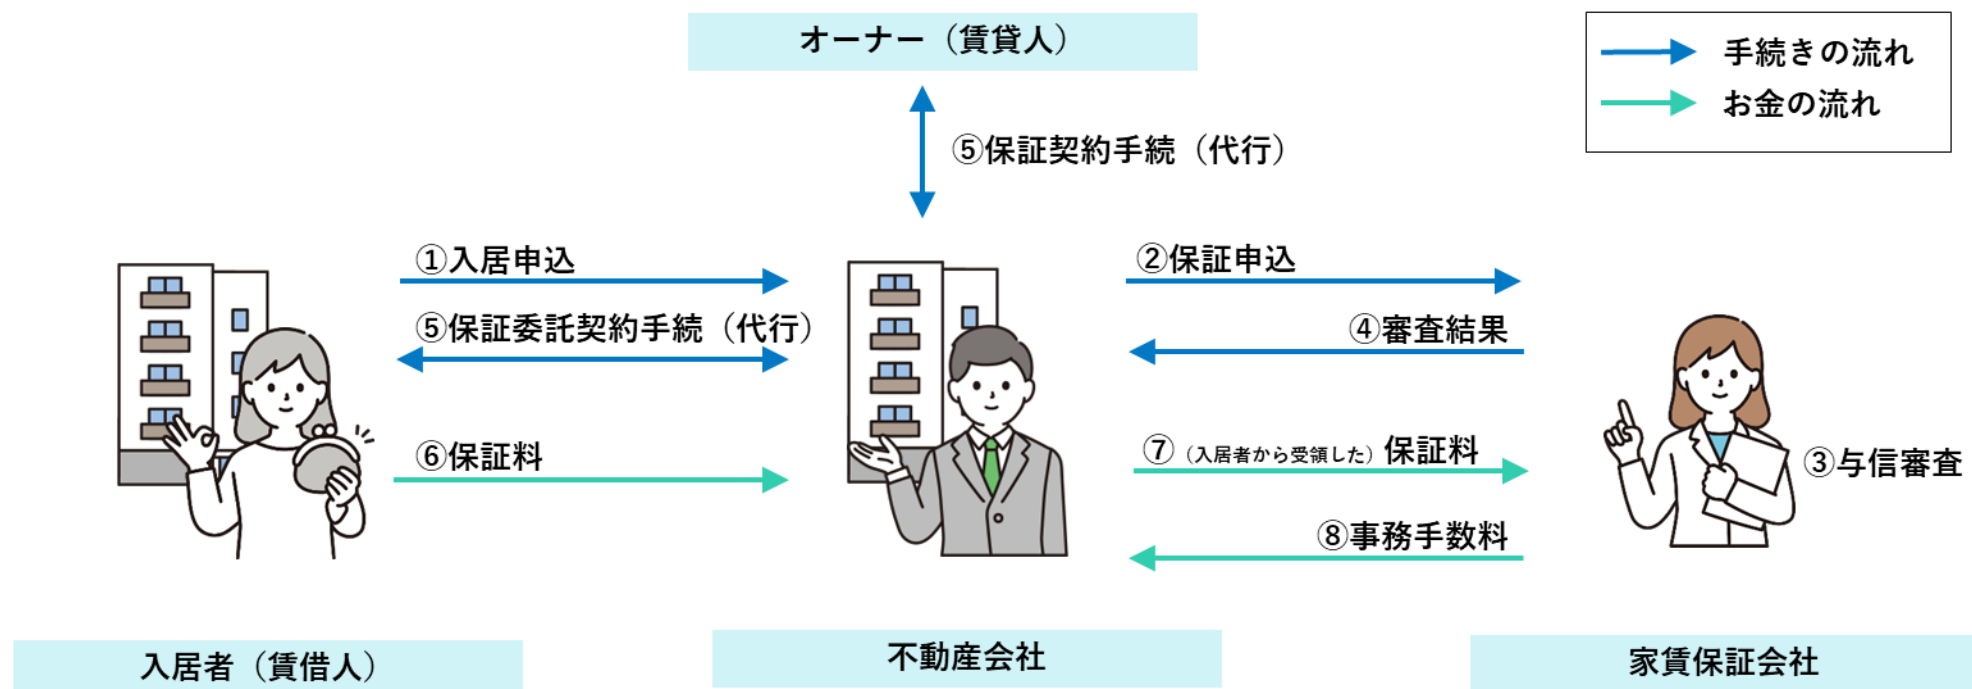 オーナー（賃貸人）
手続きの流れ
お金の流れ
⑤保証契約手続（代行）
①入居申込
②保証申込
⑤保証委託契約手続（代行）
④審査結果
⑥保証料
⑦（入居者から受領した）保証料
③与信審査
⑧事務手数料
入居者（賃借人）
不動産会社
家賃保証会社